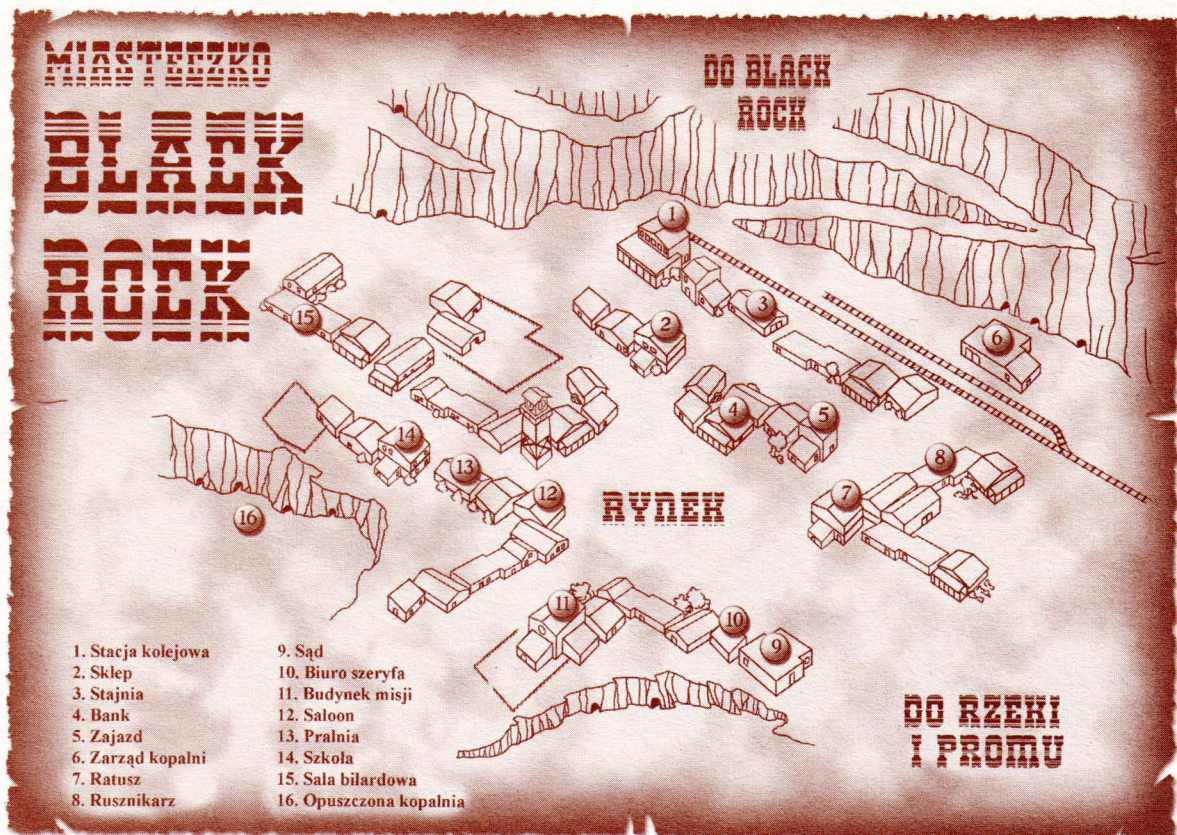 MIASTECZKO
BLACK
ROCK
DO BLACK
ROCK
1
2
3
4
5
6
7
8
9
10
11
12
13
14
15
16
RYNEK
DO RZEKI
I PROMU
1. Stacja kolejowa
2. Sklep
3. Stajnia
4. Bank
5. Zajazd
6. Zarząd kopalni
7. Ratusz
8. Rusznikarz
9. Sąd
10. Biuro szeryfa
11. Budynek misji
12. Saloon
13. Pralnia
14. Szkoła
15. Sala bilardowa
16. Opuszczona kopalnia